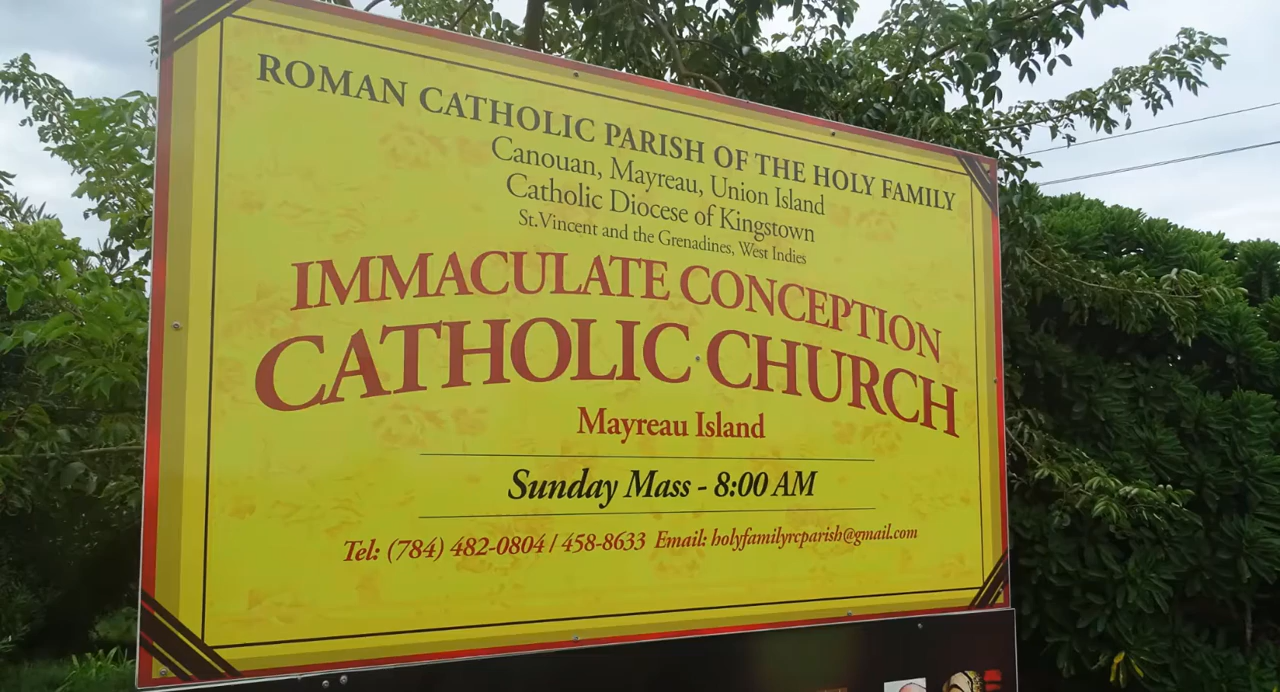 ROMAN CATHOLIC PARISH OF THE HOLY FAMILY
Canouan, Mayreau, Union Island
Catholic Diocese of Kingstown
St.Vincent and the Grenadines, West Indies
IMMACULATE CONCEPTION
CATHOLIC CHURCH
Mayreau Island
Sunday Mass - 8:00 AM
Tel: (784) 482-0804 / 458-8633 Email: holyfamilyrcparish@gmail.com